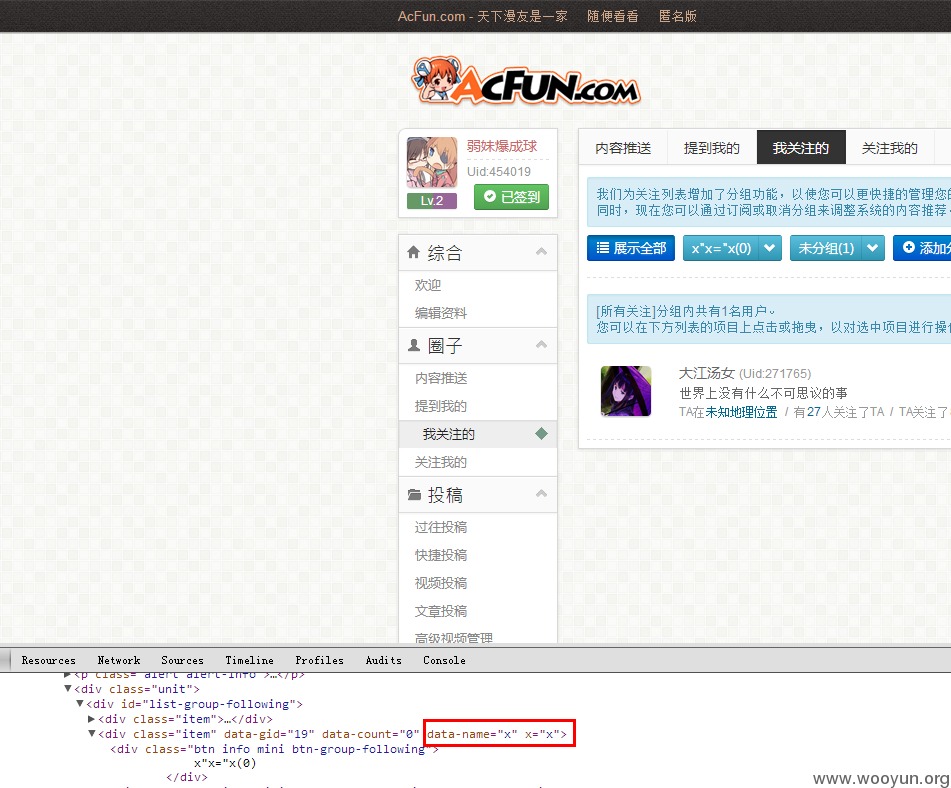 AcFun.com - 天下漫友是一家 随便看看 匿名版
AcFun.com
弱妹爆成球
Uid:454019
Lv.2
已签到
内容推送 提到我的 我关注的 关注我的
我们为关注列表增加了分组功能，以使您可以更快捷的管理您的
同时，现在您可以通过订阅或取消分组来调整系统的内容推荐
展示全部 x"x="x(0) 未分组(1) 添加分
[所有关注]分组内共有1名用户。
您可以在下方列表的项目上点击或拖曳，以对选中项目进行操作
大江汤女 (Uid:271765)
世界上没有什么不可思议的事
TA在未知地理位置 / 有27人关注了TA / TA关注了
综合
欢迎
编辑资料
圈子
内容推送
提到我的
我关注的
关注我的
投稿
过往投稿
快捷投稿
视频投稿
文章投稿
高级视频管理
Resources Network Sources Timeline Profiles Audits Console
<p class="alert alert-info">…</p>
<div class="unit">
<div id="list-group-following">
<div class="item">…</div>
<div class="item" data-gid="19" data-count="0" data-name="x" x="x">
<div class="btn info mini btn-group-following">
x"x="x(0)
</div>
www.wooyun.org